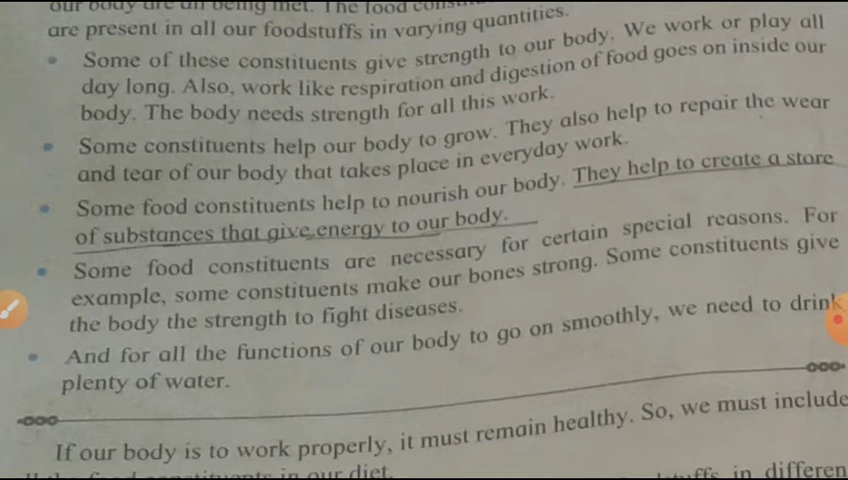 our body are all being met. The food
are present in all our foodstuffs in varying quantities.
Some of these constituents give strength to our body. We work or play all
day long. Also, work like respiration and digestion of food goes on inside our
body. The body needs strength for all this work.
Some constituents help our body to grow. They also help to repair the wear
and tear of our body that takes place in everyday work.
Some food constituents help to nourish our body. They help to create a store
of substances that give energy to our body.
Some food constituents are necessary for certain special reasons. For
example, some constituents make our bones strong. Some constituents give
the body the strength to fight diseases.
And for all the functions of our body to go on smoothly, we need to drink
plenty of water.
If our body is to work properly, it must remain healthy. So, we must include
the food constituents in our diet.
in